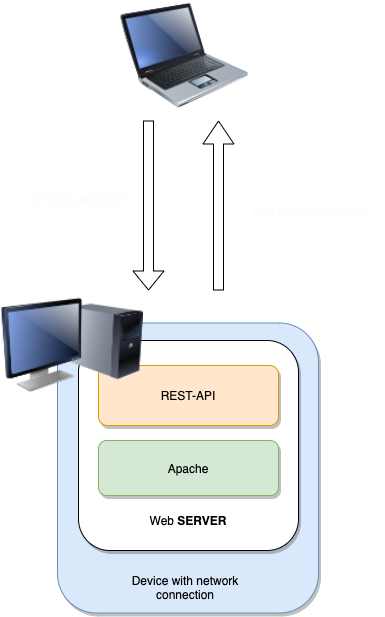 REST-API
Apache
Web SERVER
Device with network
connection